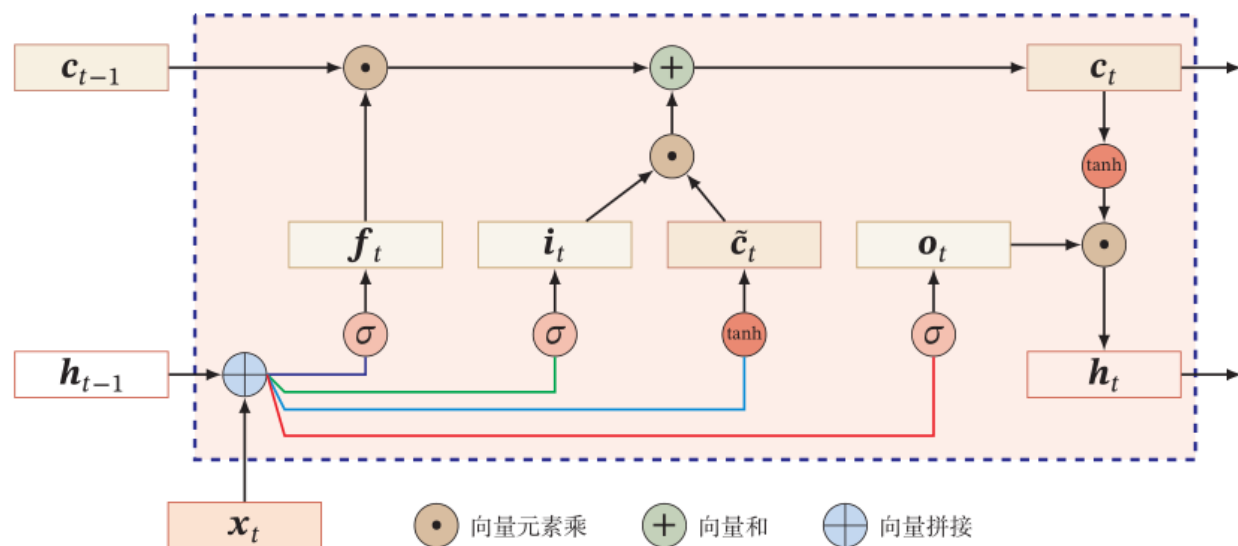 c_{t−1} c_t
tanh
f_t i_t c̃_t o_t
σ σ tanh σ
h_{t−1} h_t
x_t
向量元素乘 + 向量和 向量拼接